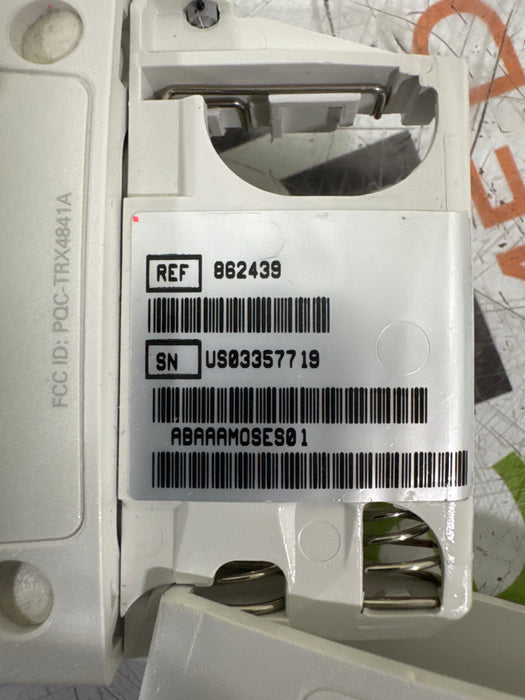 FCC ID: PQC-TRX4841A
REF 862439
SN US03357719
ABAAAMOSES01